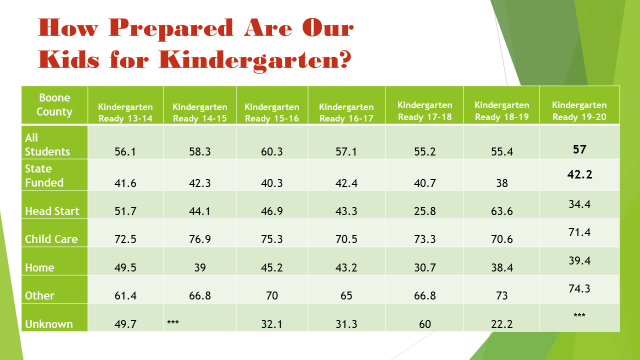 How Prepared Are Our
Kids for Kindergarten?
Boone County Kindergarten Ready 13-14 Kindergarten Ready 14-15 Kindergarten Ready 15-16 Kindergarten Ready 16-17 Kindergarten Ready 17-18 Kindergarten Ready 18-19 Kindergarten Ready 19-20
All Students 56.1 58.3 60.3 57.1 55.2 55.4 57
State Funded 41.6 42.3 40.3 42.4 40.7 38 42.2
Head Start 51.7 44.1 46.9 43.3 25.8 63.6 34.4
Child Care 72.5 76.9 75.3 70.5 73.3 70.6 71.4
Home 49.5 39 45.2 43.2 30.7 38.4 39.4
Other 61.4 66.8 70 65 66.8 73 74.3
Unknown 49.7 *** 32.1 31.3 60 22.2 ***